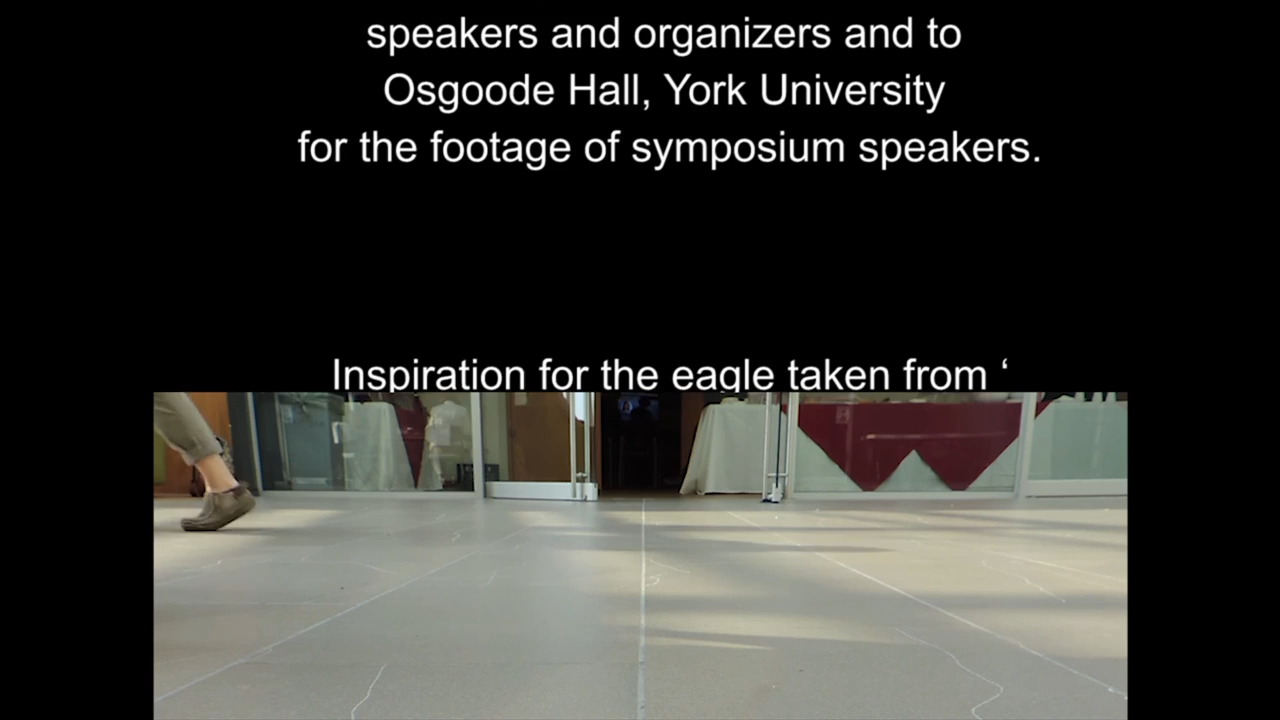 speakers and organizers and to
Osgoode Hall, York University
for the footage of symposium speakers.
Inspiration for the eagle taken from ‘